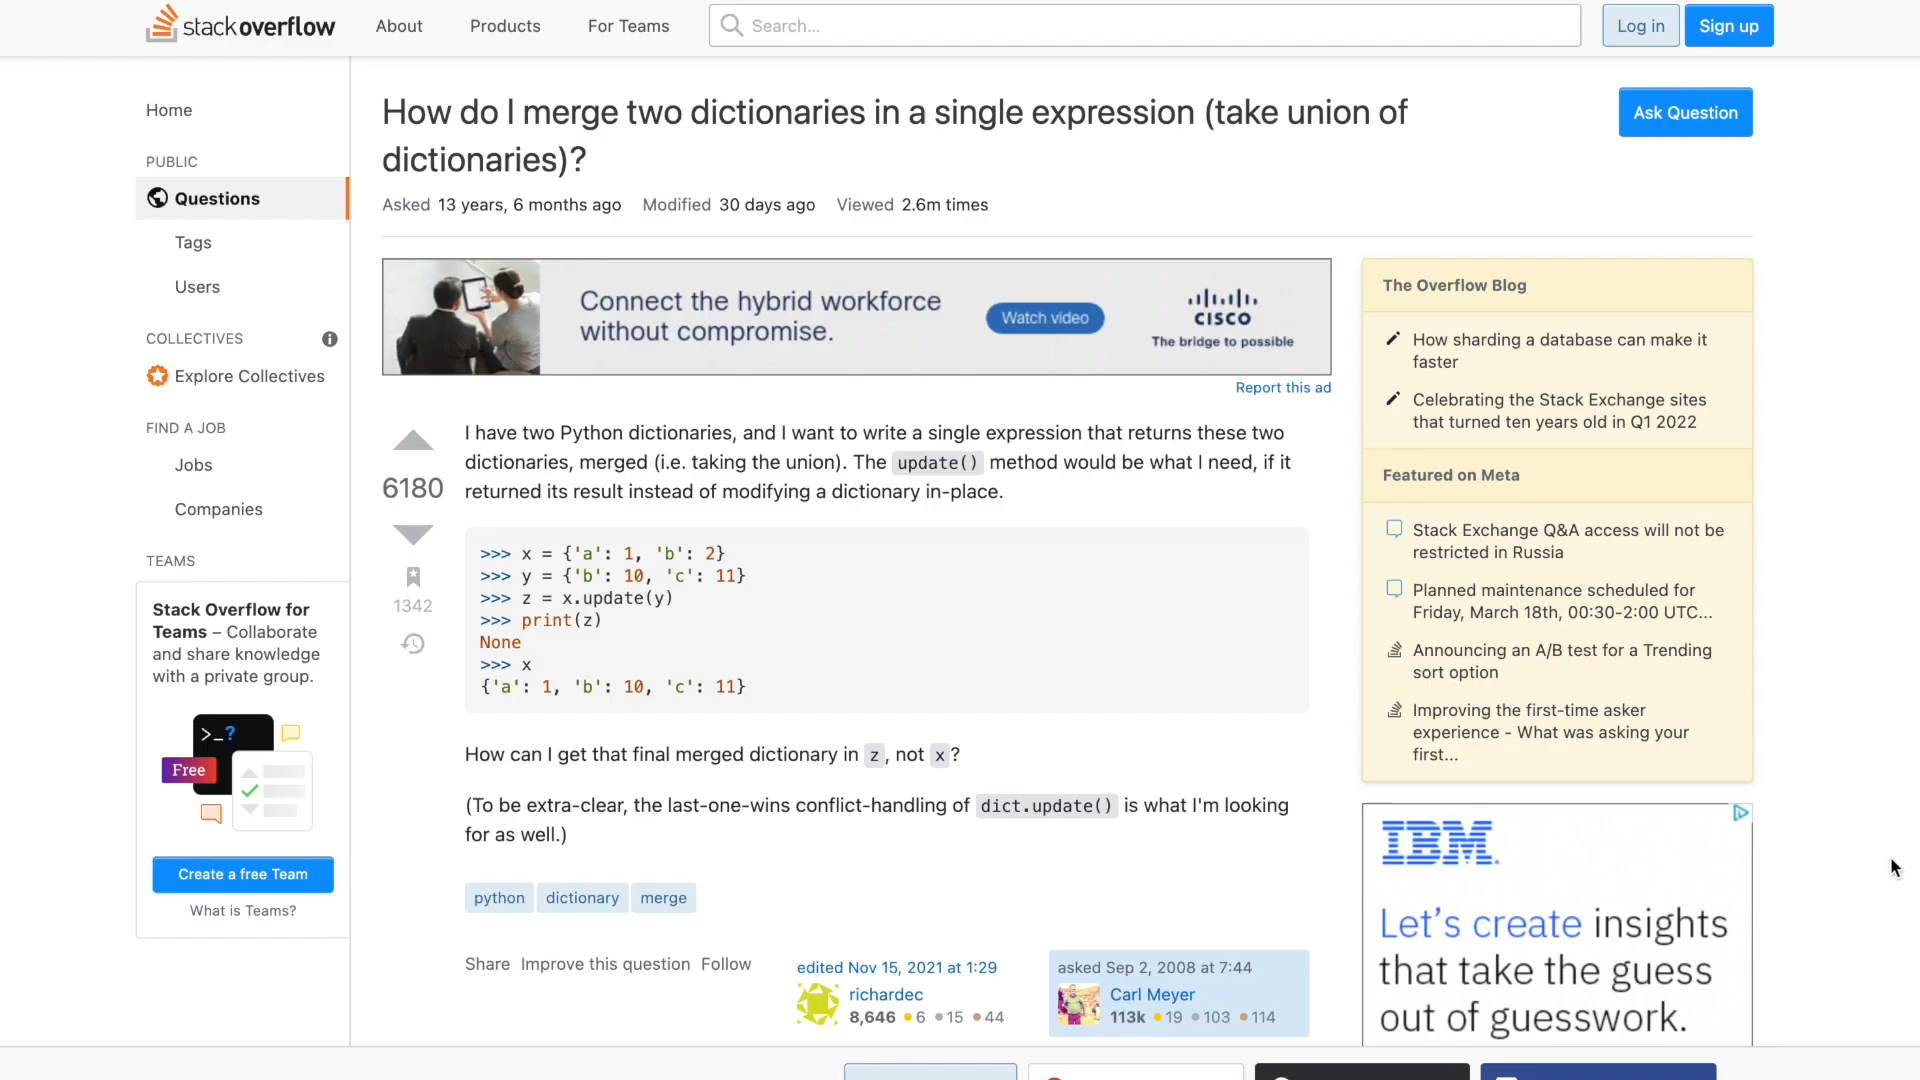 stackoverflow
About
Products
For Teams
Search...
Log in
Sign up
Home
PUBLIC
Questions
Tags
Users
COLLECTIVES
Explore Collectives
FIND A JOB
Jobs
Companies
TEAMS
Stack Overflow for
Teams – Collaborate
and share knowledge
with a private group.
>_?
Free
Create a free Team
What is Teams?
How do I merge two dictionaries in a single expression (take union of
dictionaries)?
Ask Question
Asked 13 years, 6 months ago Modified 30 days ago Viewed 2.6m times
Connect the hybrid workforce
without compromise.
Watch video
CISCO
The bridge to possible
Report this ad
6180
1342
I have two Python dictionaries, and I want to write a single expression that returns these two
dictionaries, merged (i.e. taking the union). The update() method would be what I need, if it
returned its result instead of modifying a dictionary in-place.
>>> x = {'a': 1, 'b': 2}
>>> y = {'b': 10, 'c': 11}
>>> z = x.update(y)
>>> print(z)
None
>>> x
{'a': 1, 'b': 10, 'c': 11}
How can I get that final merged dictionary in z, not x?
(To be extra-clear, the last-one-wins conflict-handling of dict.update() is what I'm looking
for as well.)
python dictionary merge
Share Improve this question Follow
edited Nov 15, 2021 at 1:29
richardec
8,646 6 15 44
asked Sep 2, 2008 at 7:44
Carl Meyer
113k 19 103 114
The Overflow Blog
How sharding a database can make it
faster
Celebrating the Stack Exchange sites
that turned ten years old in Q1 2022
Featured on Meta
Stack Exchange Q&A access will not be
restricted in Russia
Planned maintenance scheduled for
Friday, March 18th, 00:30-2:00 UTC...
Announcing an A/B test for a Trending
sort option
Improving the first-time asker
experience - What was asking your
first...
IBM.
Let's create insights
that take the guess
out of guesswork.